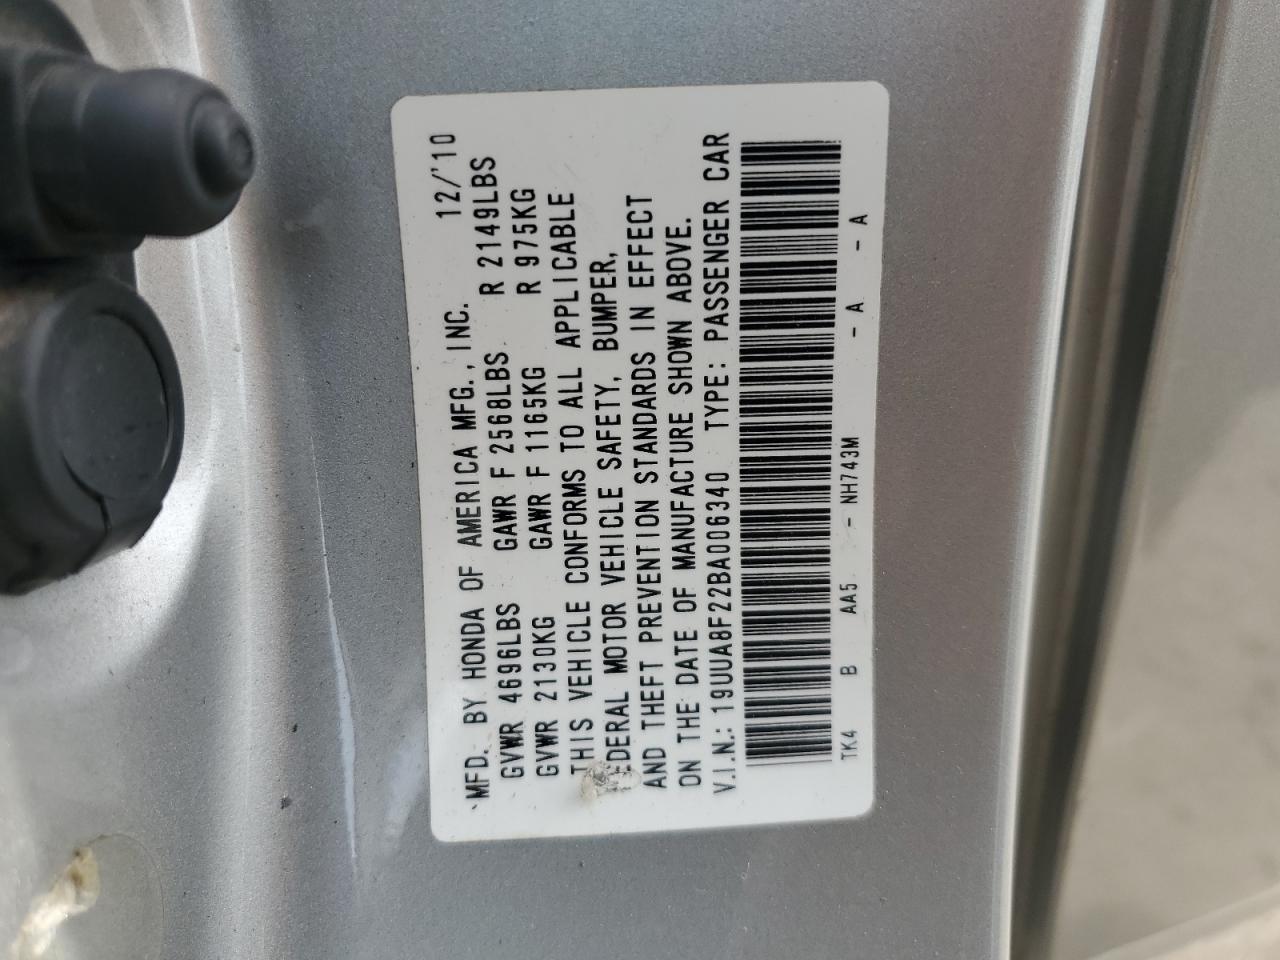 MFD. BY HONDA OF AMERICA MFG., INC. 12/'10
GVWR 4696LBS GAWR F 2568LBS R 2149LBS
GVWR 2130KG GAWR F 1165KG R 975KG
THIS VEHICLE CONFORMS TO ALL APPLICABLE
EDERAL MOTOR VEHICLE SAFETY, BUMPER,
AND THEFT PREVENTION STANDARDS IN EFFECT
ON THE DATE OF MANUFACTURE SHOWN ABOVE.
V.I.N.: 19UUA8F22BA006340 TYPE: PASSENGER CAR
TK4 B AA5 - NH743M - A - A